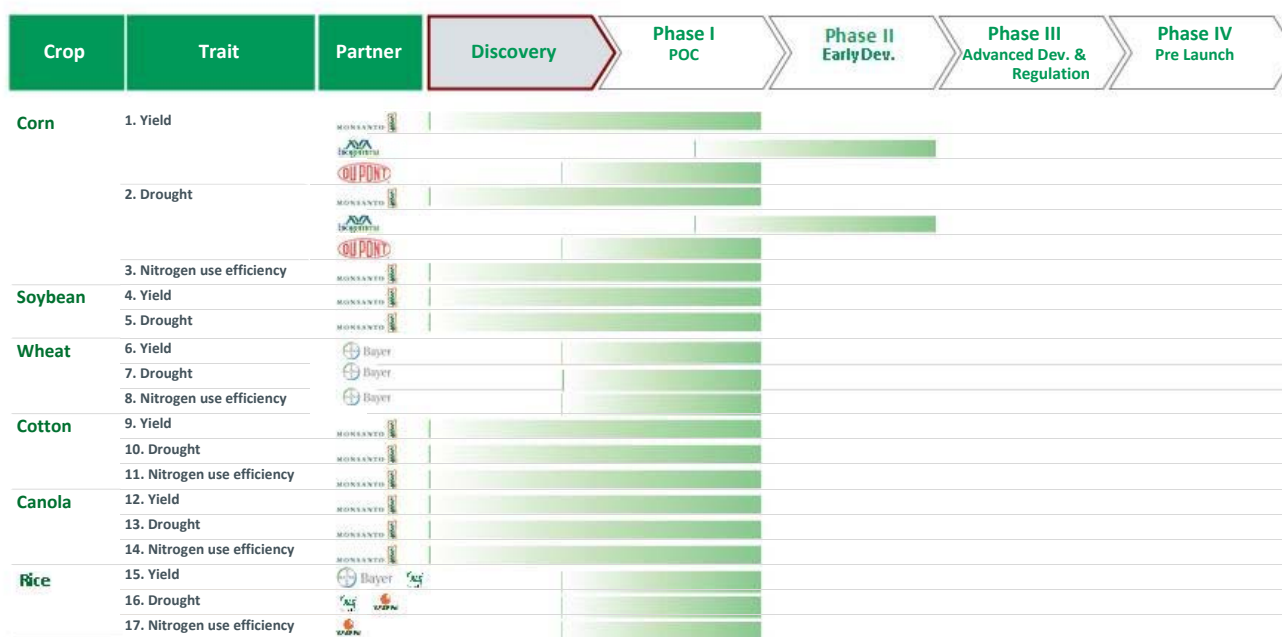 Crop Trait Partner Discovery Phase I Phase II Phase III Phase IV
POC Early Dev. Advanced Dev. & Pre Launch
Regulation
Corn 1. Yield MONSANTO
biogemma
DUPONT
2. Drought MONSANTO
biogemma
DUPONT
3. Nitrogen use efficiency MONSANTO
Soybean 4. Yield MONSANTO
5. Drought MONSANTO
Wheat 6. Yield Bayer
7. Drought Bayer
8. Nitrogen use efficiency Bayer
Cotton 9. Yield MONSANTO
10. Drought MONSANTO
11. Nitrogen use efficiency MONSANTO
Canola 12. Yield MONSANTO
13. Drought MONSANTO
14. Nitrogen use efficiency MONSANTO
Rice 15. Yield Bayer
16. Drought
17. Nitrogen use efficiency